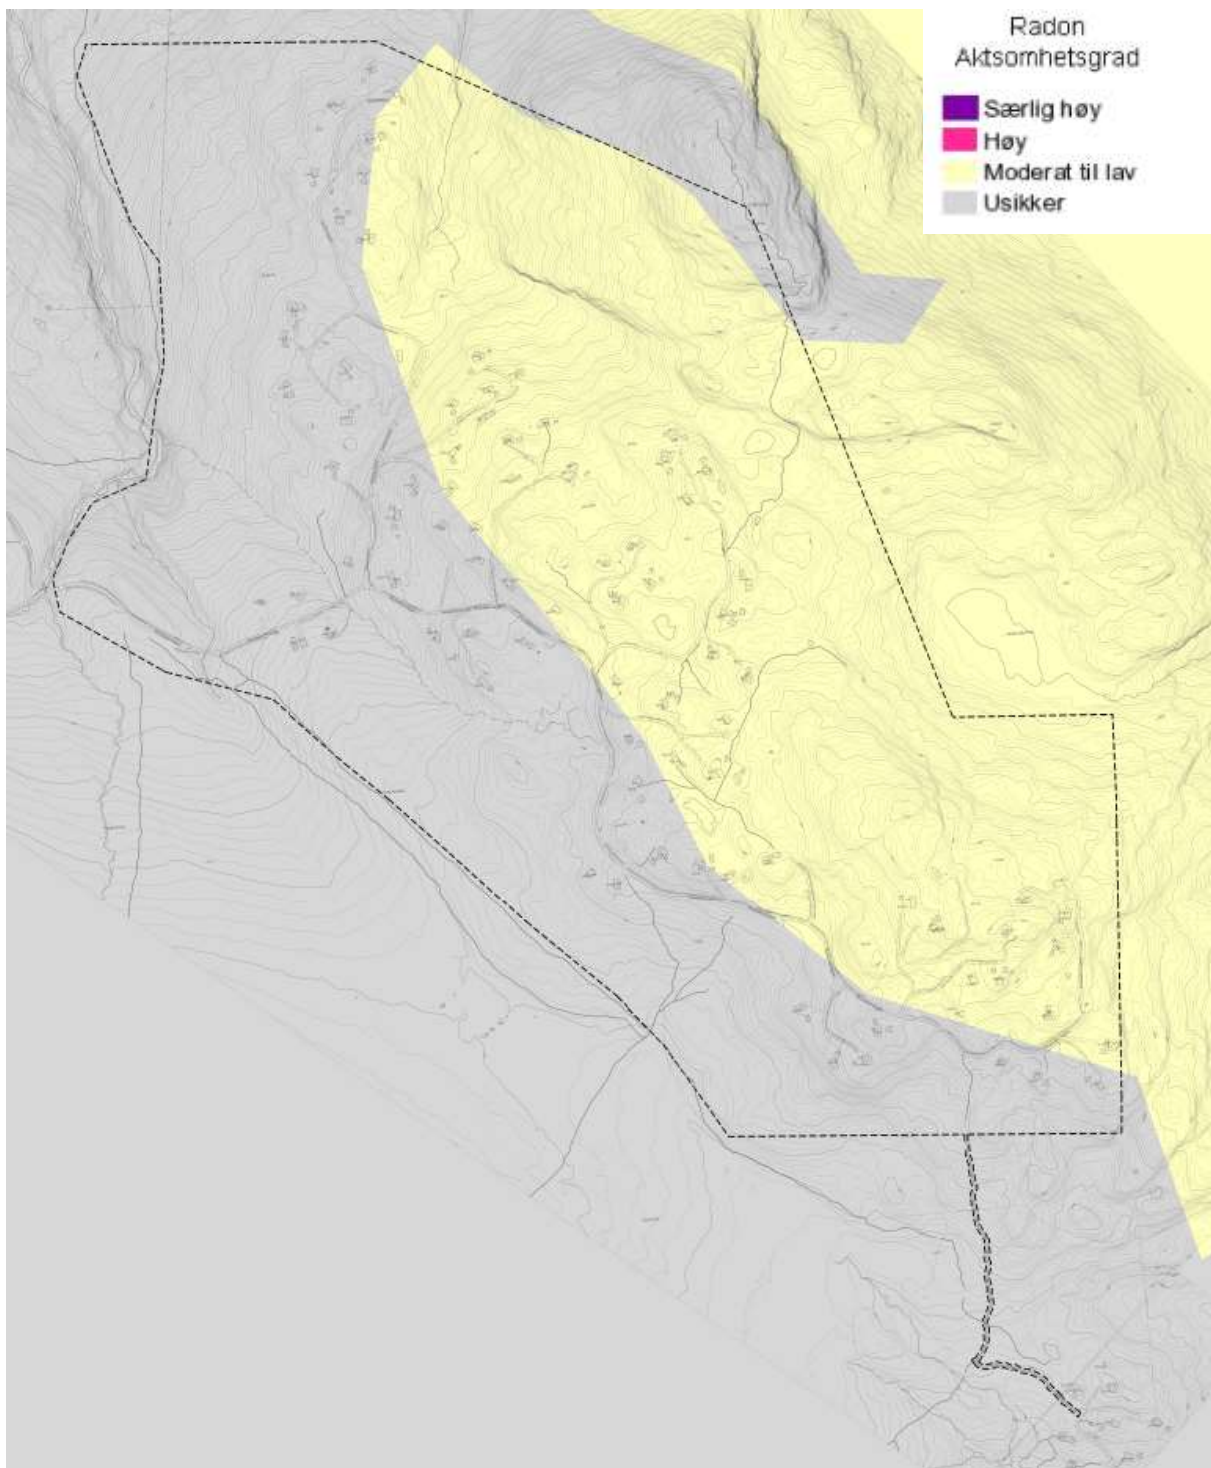 Radon
Aktsomhetsgrad
Særlig høy
Høy
Moderat til lav
Usikker